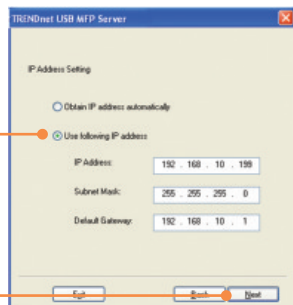 TRENDnet USB MFP Server
IP Address Setting
Obtain IP address automatically
Use following IP address
IP Address: 192 . 168 . 10 . 199
Subnet Mask: 255 . 255 . 255 . 0
Default Gateway: 192 . 168 . 10 . 1
Exit Back Next